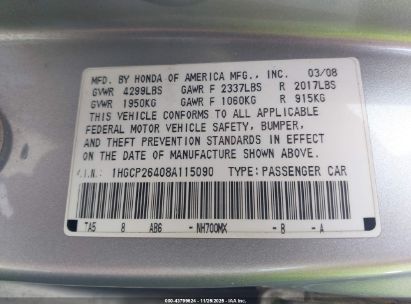 MFD. BY HONDA OF AMERICA MFG., INC. 03/08
GVWR 4299LBS GAWR F 2337LBS R 2017LBS
GVWR 1950KG GAWR F 1060KG R 915KG
THIS VEHICLE CONFORMS TO ALL APPLICABLE
FEDERAL MOTOR VEHICLE SAFETY, BUMPER,
AND THEFT PREVENTION STANDARDS IN EFFECT
ON THE DATE OF MANUFACTURE SHOWN ABOVE.
V.I.N.: 1HGCP26408A115090 TYPE: PASSENGER CAR
TA5 8 AB6 - NH700MX - B - A